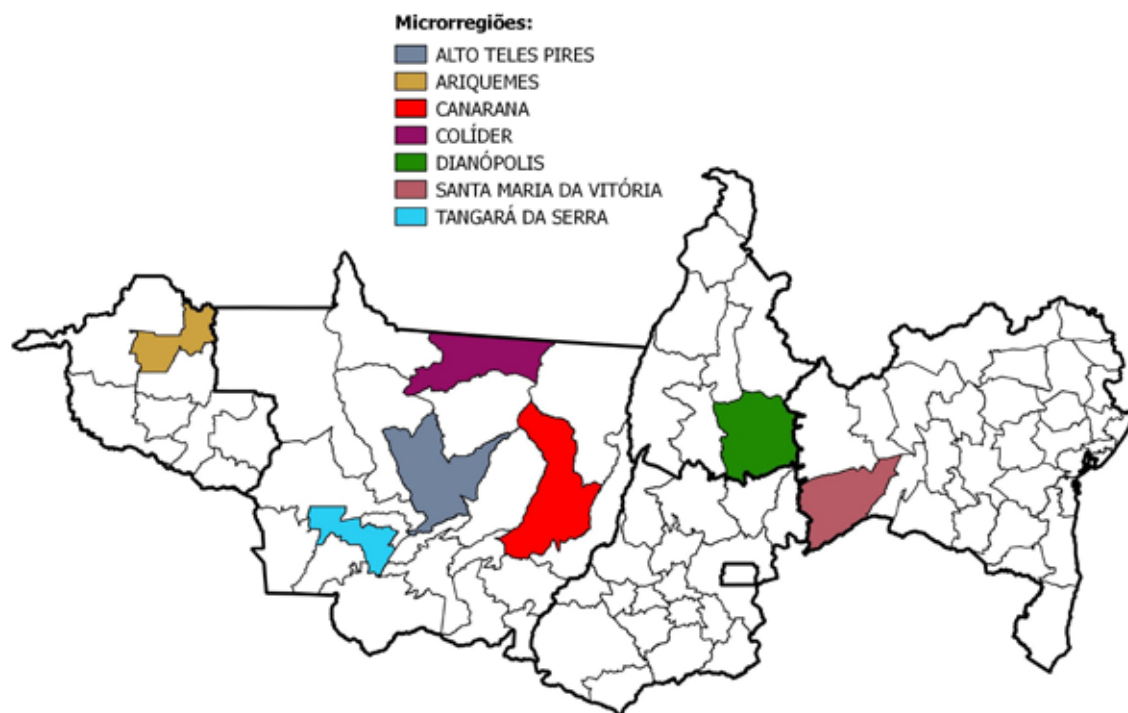 Microrregiões:
ALTO TELES PIRES
ARIQUEMES
CANARANA
COLÍDER
DIANÓPOLIS
SANTA MARIA DA VITÓRIA
TANGARÁ DA SERRA